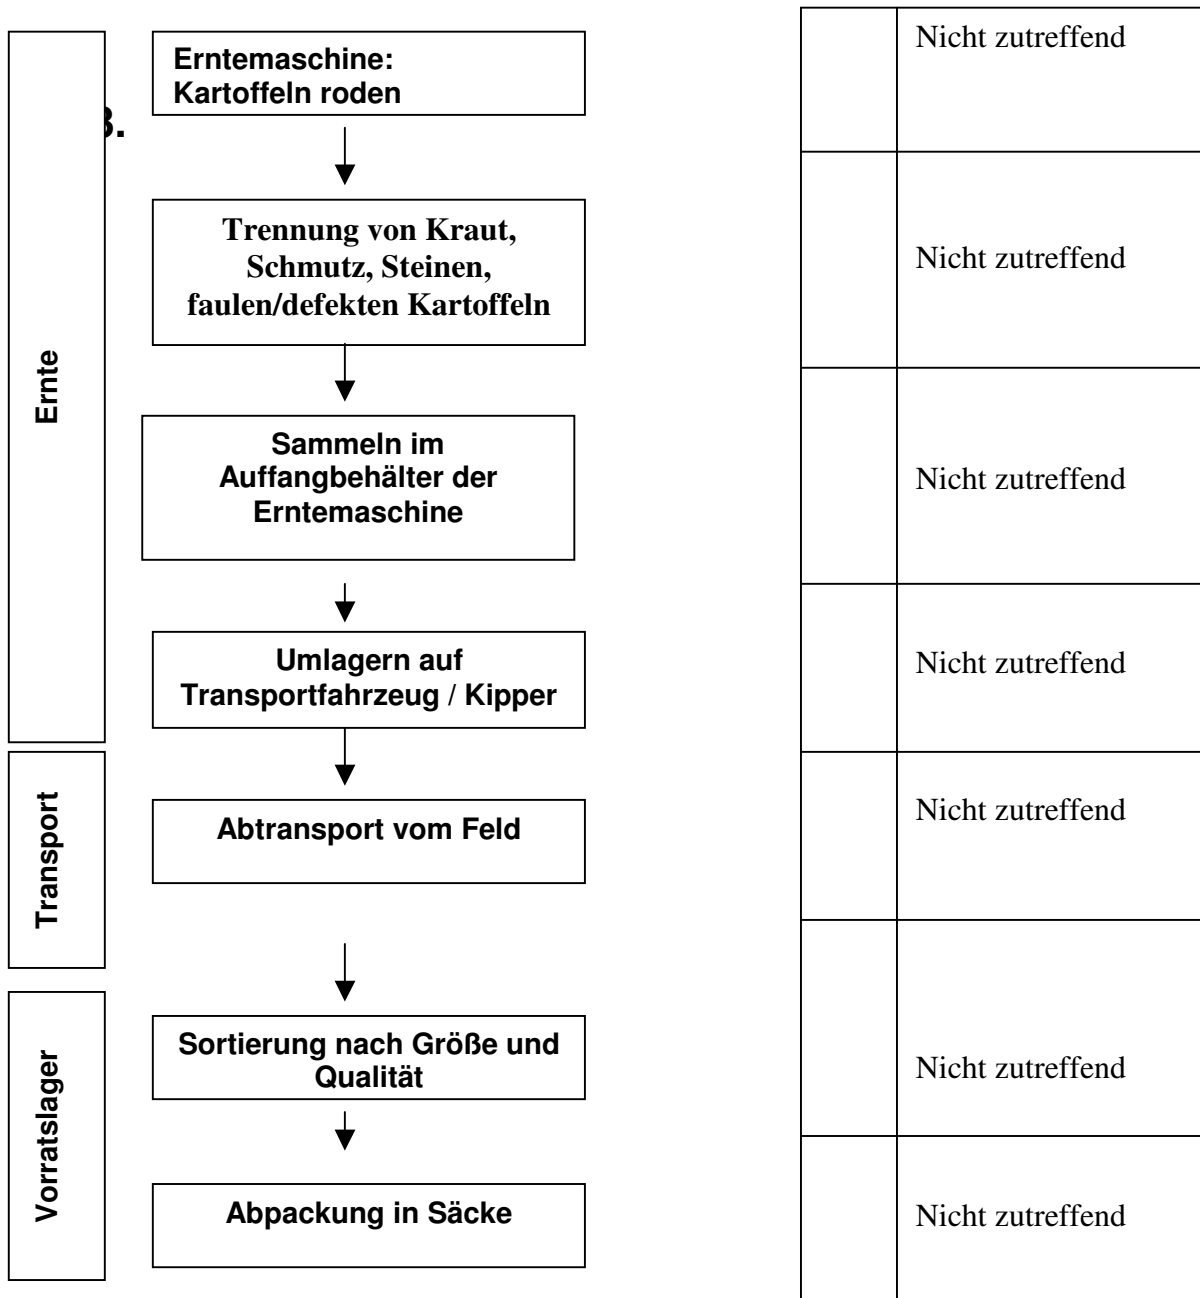 Erntemaschine:
Kartoffeln roden
Nicht zutreffend
Trennung von Kraut,
Schmutz, Steinen,
faulen/defekten Kartoffeln
Nicht zutreffend
Ernte
Sammeln im
Auffangbehälter der
Erntemaschine
Nicht zutreffend
Umlagern auf
Transportfahrzeug / Kipper
Nicht zutreffend
Transport
Abtransport vom Feld
Nicht zutreffend
Vorratslager
Sortierung nach Größe und
Qualität
Nicht zutreffend
Abpackung in Säcke
Nicht zutreffend